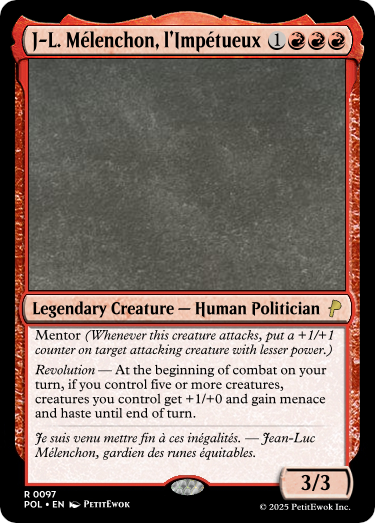 J-L. Mélenchon, l'Impétueux 1
Legendary Creature — Human Politician
Mentor (Whenever this creature attacks, put a +1/+1
counter on target attacking creature with lesser power.)
Revolution — At the beginning of combat on your
turn, if you control five or more creatures,
creatures you control get +1/+0 and gain menace
and haste until end of turn.
Je suis venu mettre fin à ces inégalités. — Jean-Luc
Mélenchon, gardien des runes équitables.
3/3
R 0097
POL • EN PetitEwok
© 2025 PetitEwok Inc.